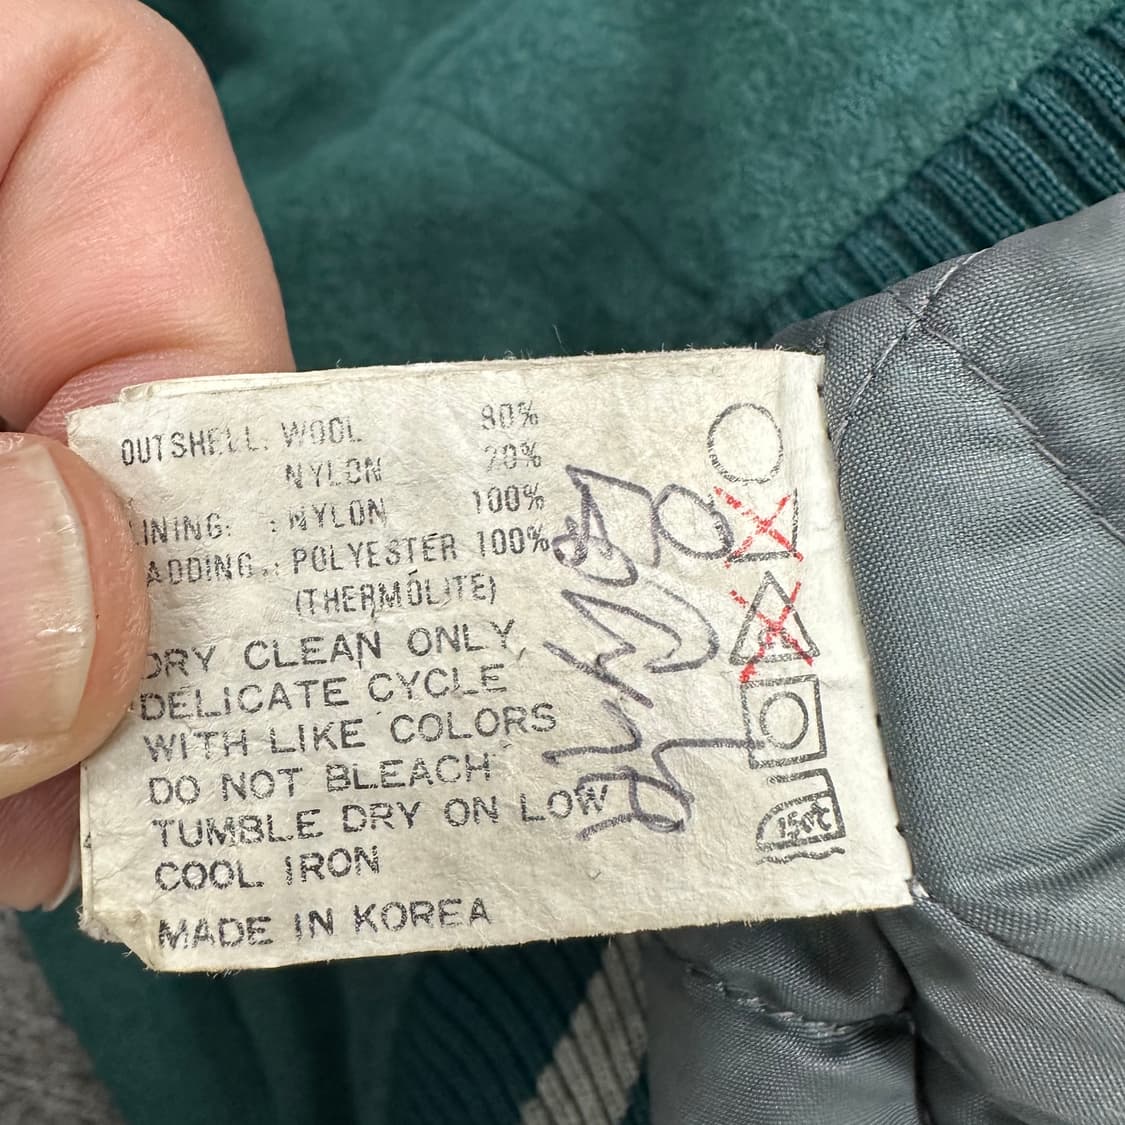 OUTSHELL: WOOL 80%
NYLON 20%
LINING: : NYLON 100%
PADDING.: POLYESTER 100%
(THERMOLITE)
DRY CLEAN ONLY,
DELICATE CYCLE
WITH LIKE COLORS
DO NOT BLEACH
TUMBLE DRY ON LOW
COOL IRON
MADE IN KOREA
150℃